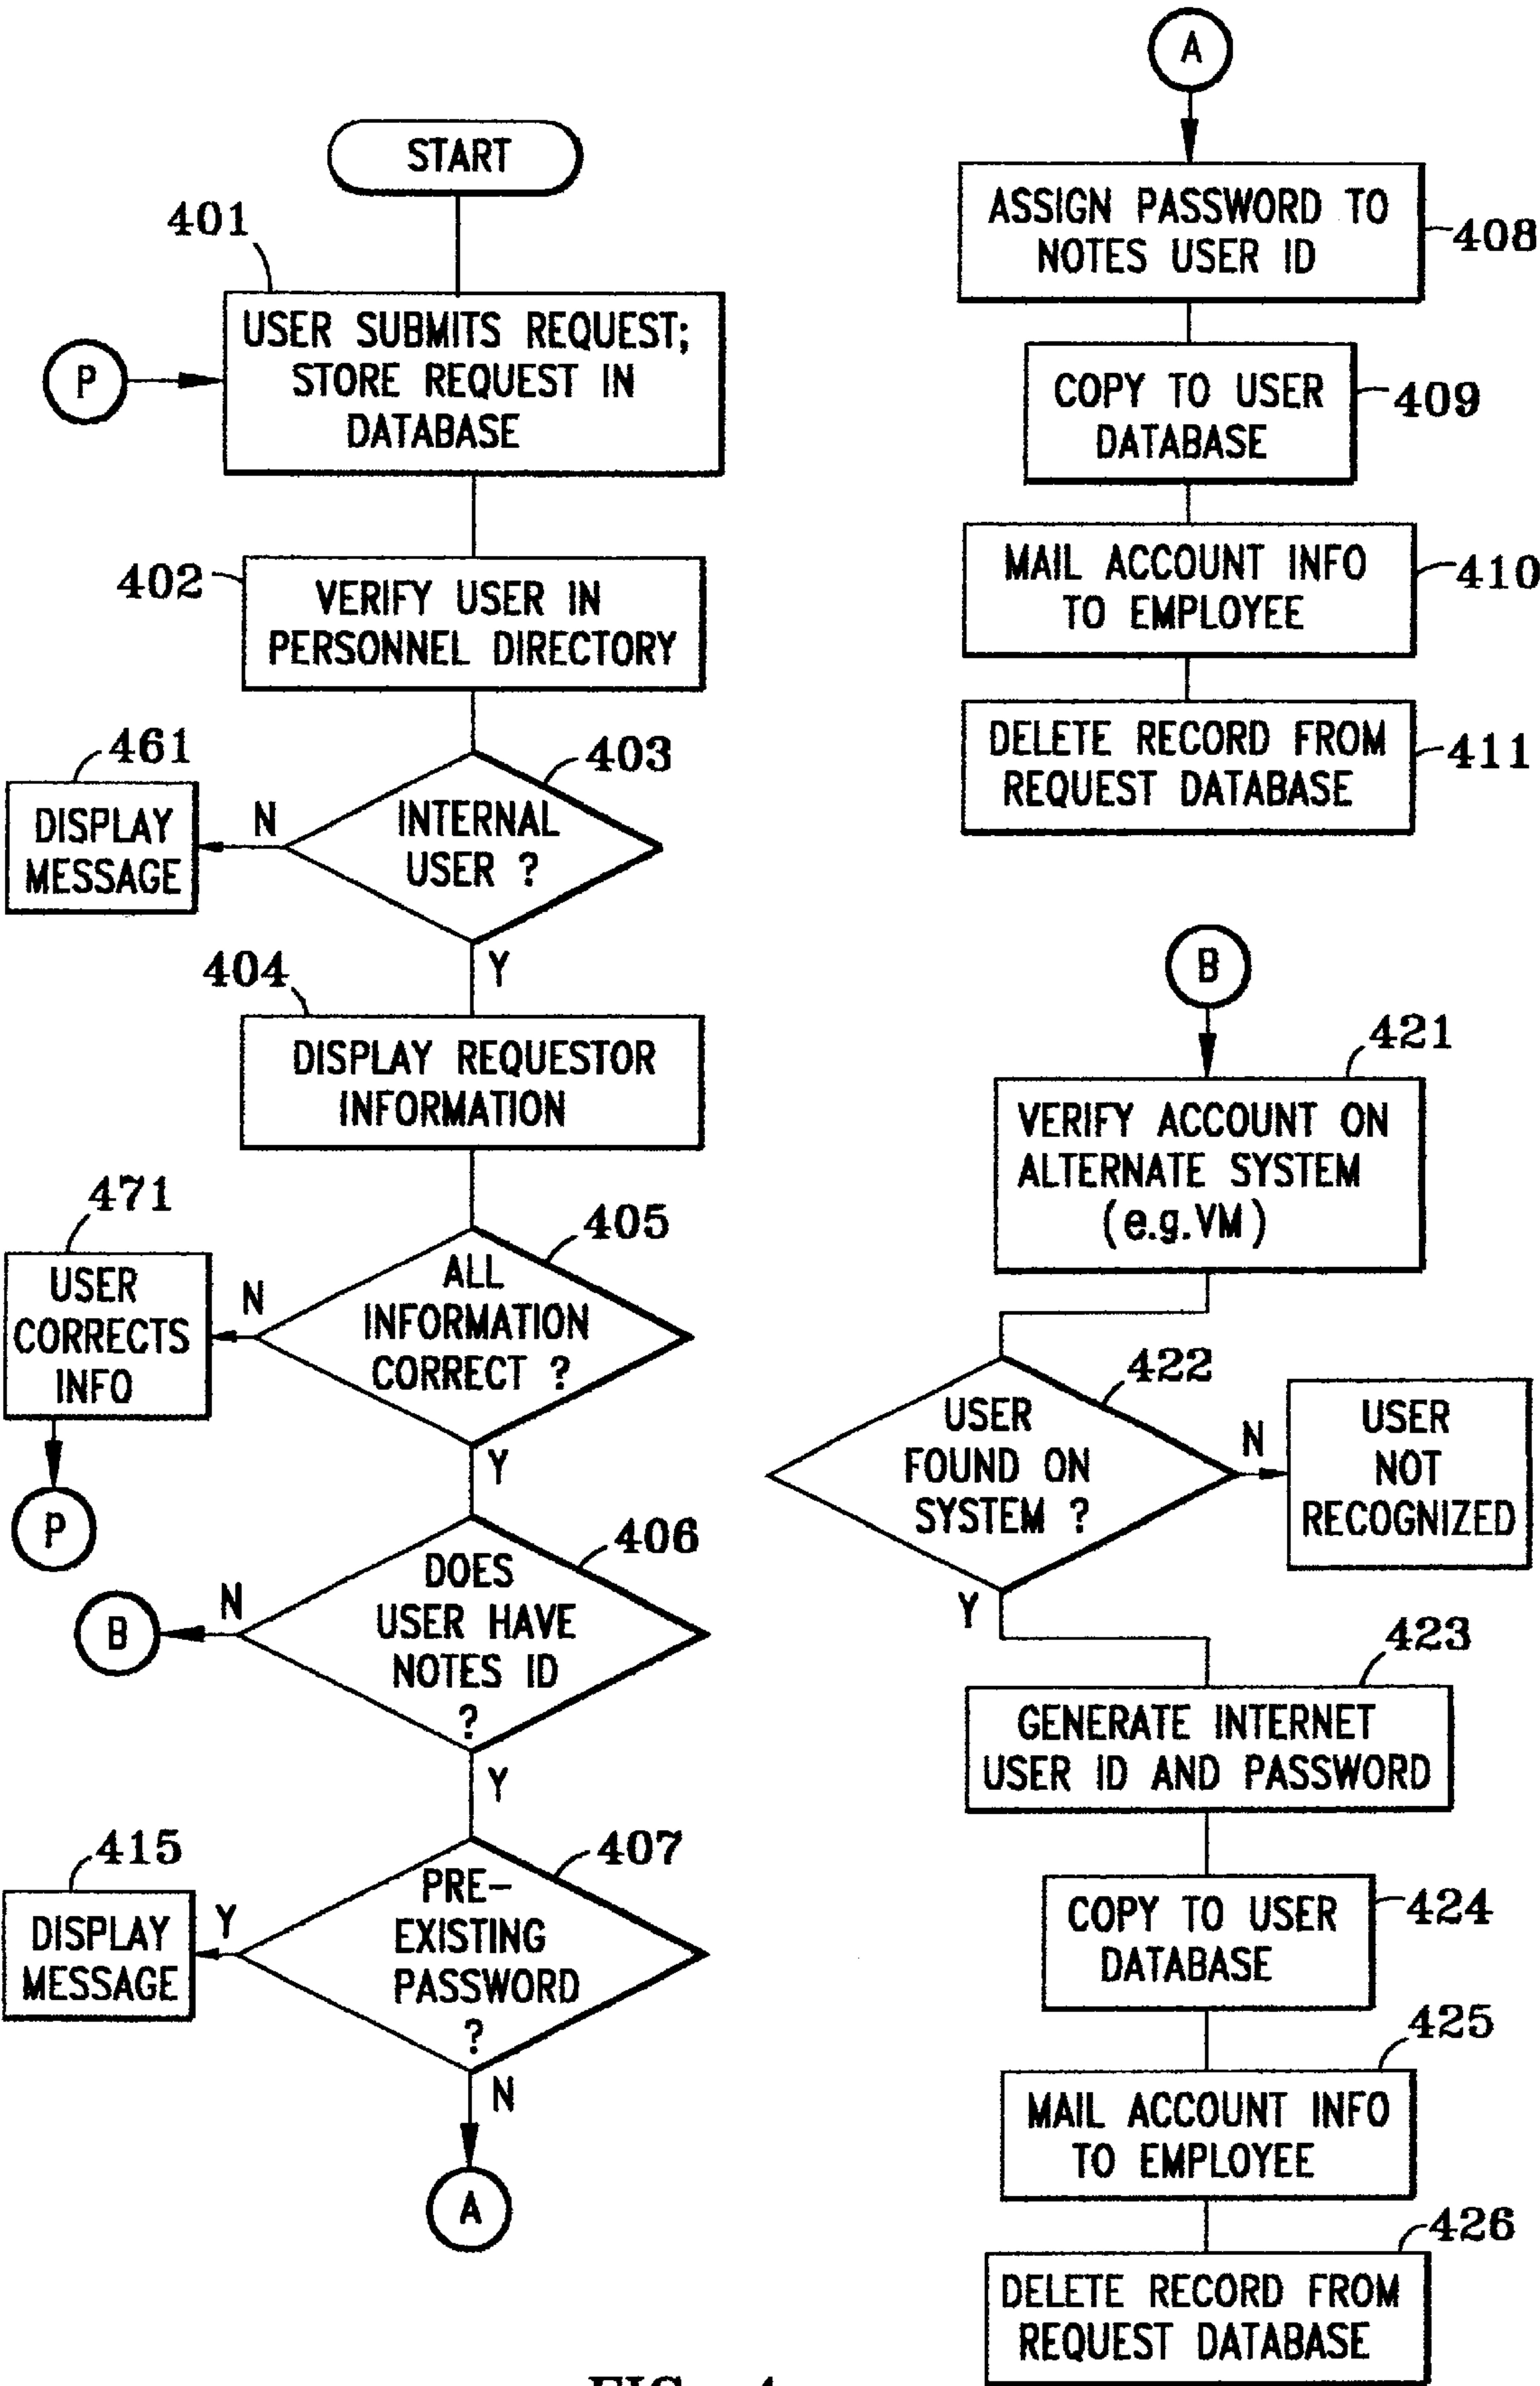 START
401
USER SUBMITS REQUEST;
STORE REQUEST IN
DATABASE
P
402
VERIFY USER IN
PERSONNEL DIRECTORY
461
DISPLAY
MESSAGE
N
403
INTERNAL
USER ?
Y
404
DISPLAY REQUESTOR
INFORMATION
471
USER
CORRECTS
INFO
N
405
ALL
INFORMATION
CORRECT ?
Y
P
406
DOES
USER HAVE
NOTES ID
?
N
B
Y
415
DISPLAY
MESSAGE
Y
407
PRE-
EXISTING
PASSWORD
?
N
A
A
ASSIGN PASSWORD TO
NOTES USER ID
408
COPY TO USER
DATABASE
409
MAIL ACCOUNT INFO
TO EMPLOYEE
410
DELETE RECORD FROM
REQUEST DATABASE
411
B
421
VERIFY ACCOUNT ON
ALTERNATE SYSTEM
(e.g.VM)
422
USER
FOUND ON
SYSTEM ?
N
USER
NOT
RECOGNIZED
Y
423
GENERATE INTERNET
USER ID AND PASSWORD
424
COPY TO USER
DATABASE
425
MAIL ACCOUNT INFO
TO EMPLOYEE
426
DELETE RECORD FROM
REQUEST DATABASE